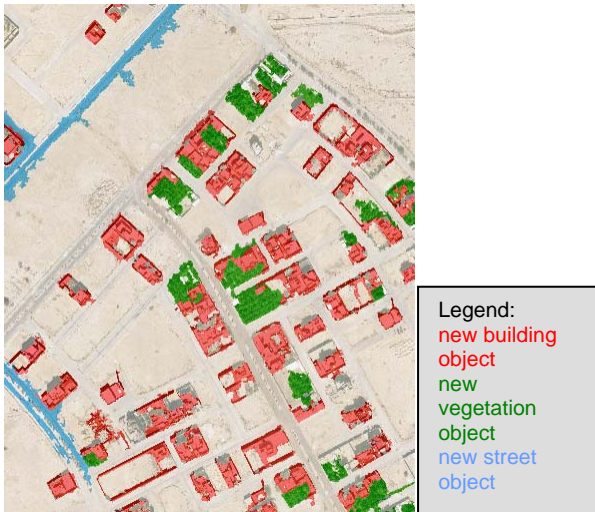 Legend:
new building
object
new
vegetation
object
new street
object